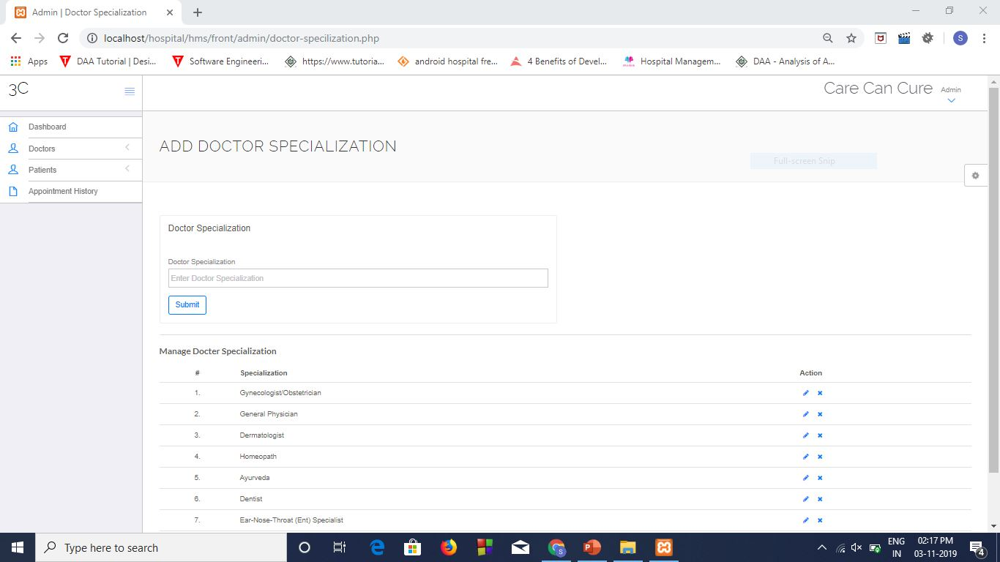 Admin | Doctor Specialization
localhost/hospital/hms/front/admin/doctor-specilization.php
S
Apps
DAA Tutorial | Desi...
Software Engineeri...
https://www.tutoria...
android hospital fre...
4 Benefits of Devel...
Hospital Managem...
DAA - Analysis of A...
3C
Care Can Cure
Admin
Dashboard
Doctors
Patients
Appointment History
ADD DOCTOR SPECIALIZATION
Full-screen Snip
Doctor Specialization
Doctor Specialization
Enter Doctor Specialization
Submit
Manage Docter Specialization
# Specialization Action
1. Gynecologist/Obstetrician
2. General Physician
3. Dermatologist
4. Homeopath
5. Ayurveda
6. Dentist
7. Ear-Nose-Throat (Ent) Specialist
Type here to search
ENG
IN
02:17 PM
03-11-2019
4